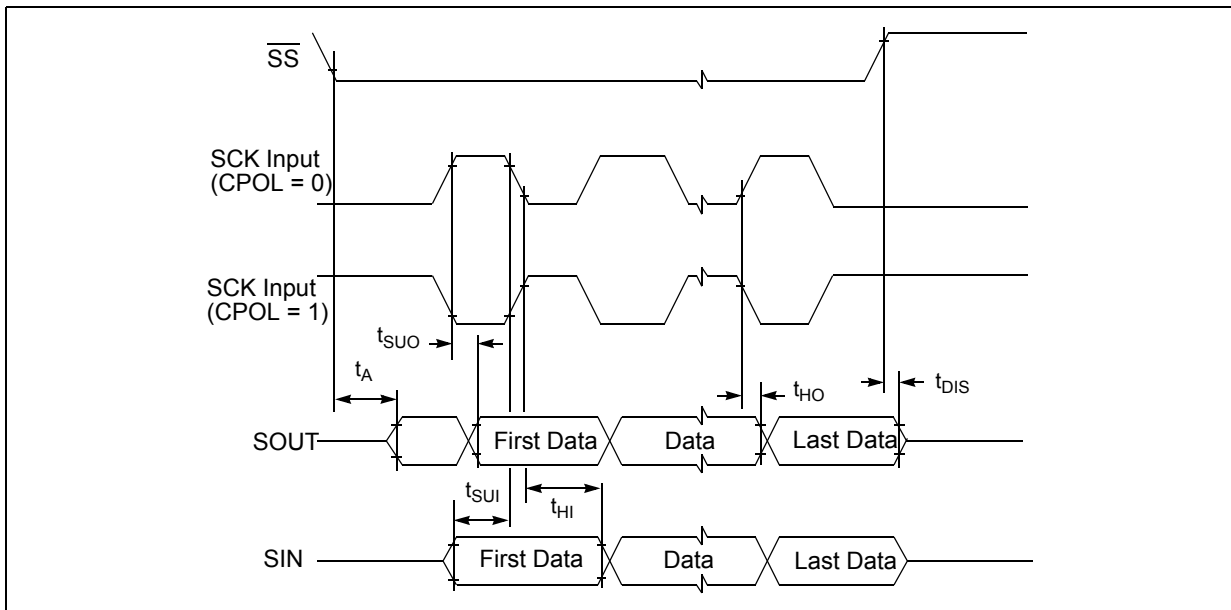 SS
SCK Input
(CPOL = 0)
SCK Input
(CPOL = 1)
tSUO
tA
tHO
tDIS
SOUT
First Data
Data
Last Data
tSUI
tHI
SIN
First Data
Data
Last Data